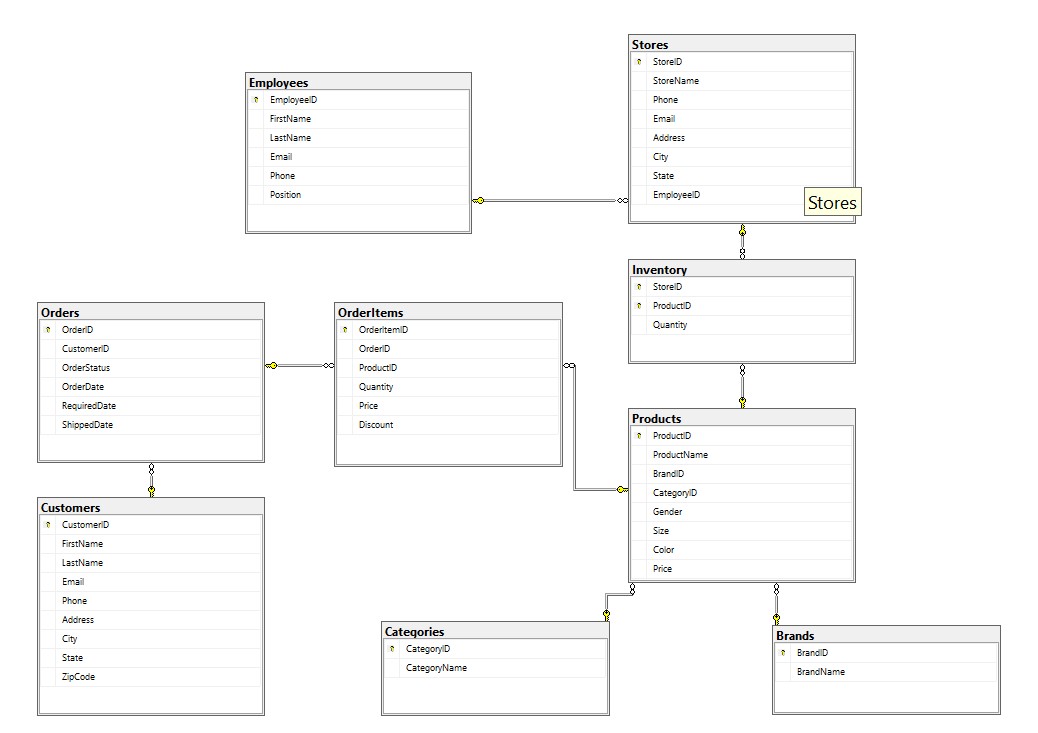 Employees
EmployeeID
FirstName
LastName
Email
Phone
Position
Stores
StoreID
StoreName
Phone
Email
Address
City
State
EmployeeID
Stores
Inventory
StoreID
ProductID
Quantity
Orders
OrderID
CustomerID
OrderStatus
OrderDate
RequiredDate
ShippedDate
OrderItems
OrderItemID
OrderID
ProductID
Quantity
Price
Discount
Products
ProductID
ProductName
BrandID
CategoryID
Gender
Size
Color
Price
Customers
CustomerID
FirstName
LastName
Email
Phone
Address
City
State
ZipCode
Categories
CategoryID
CategoryName
Brands
BrandID
BrandName